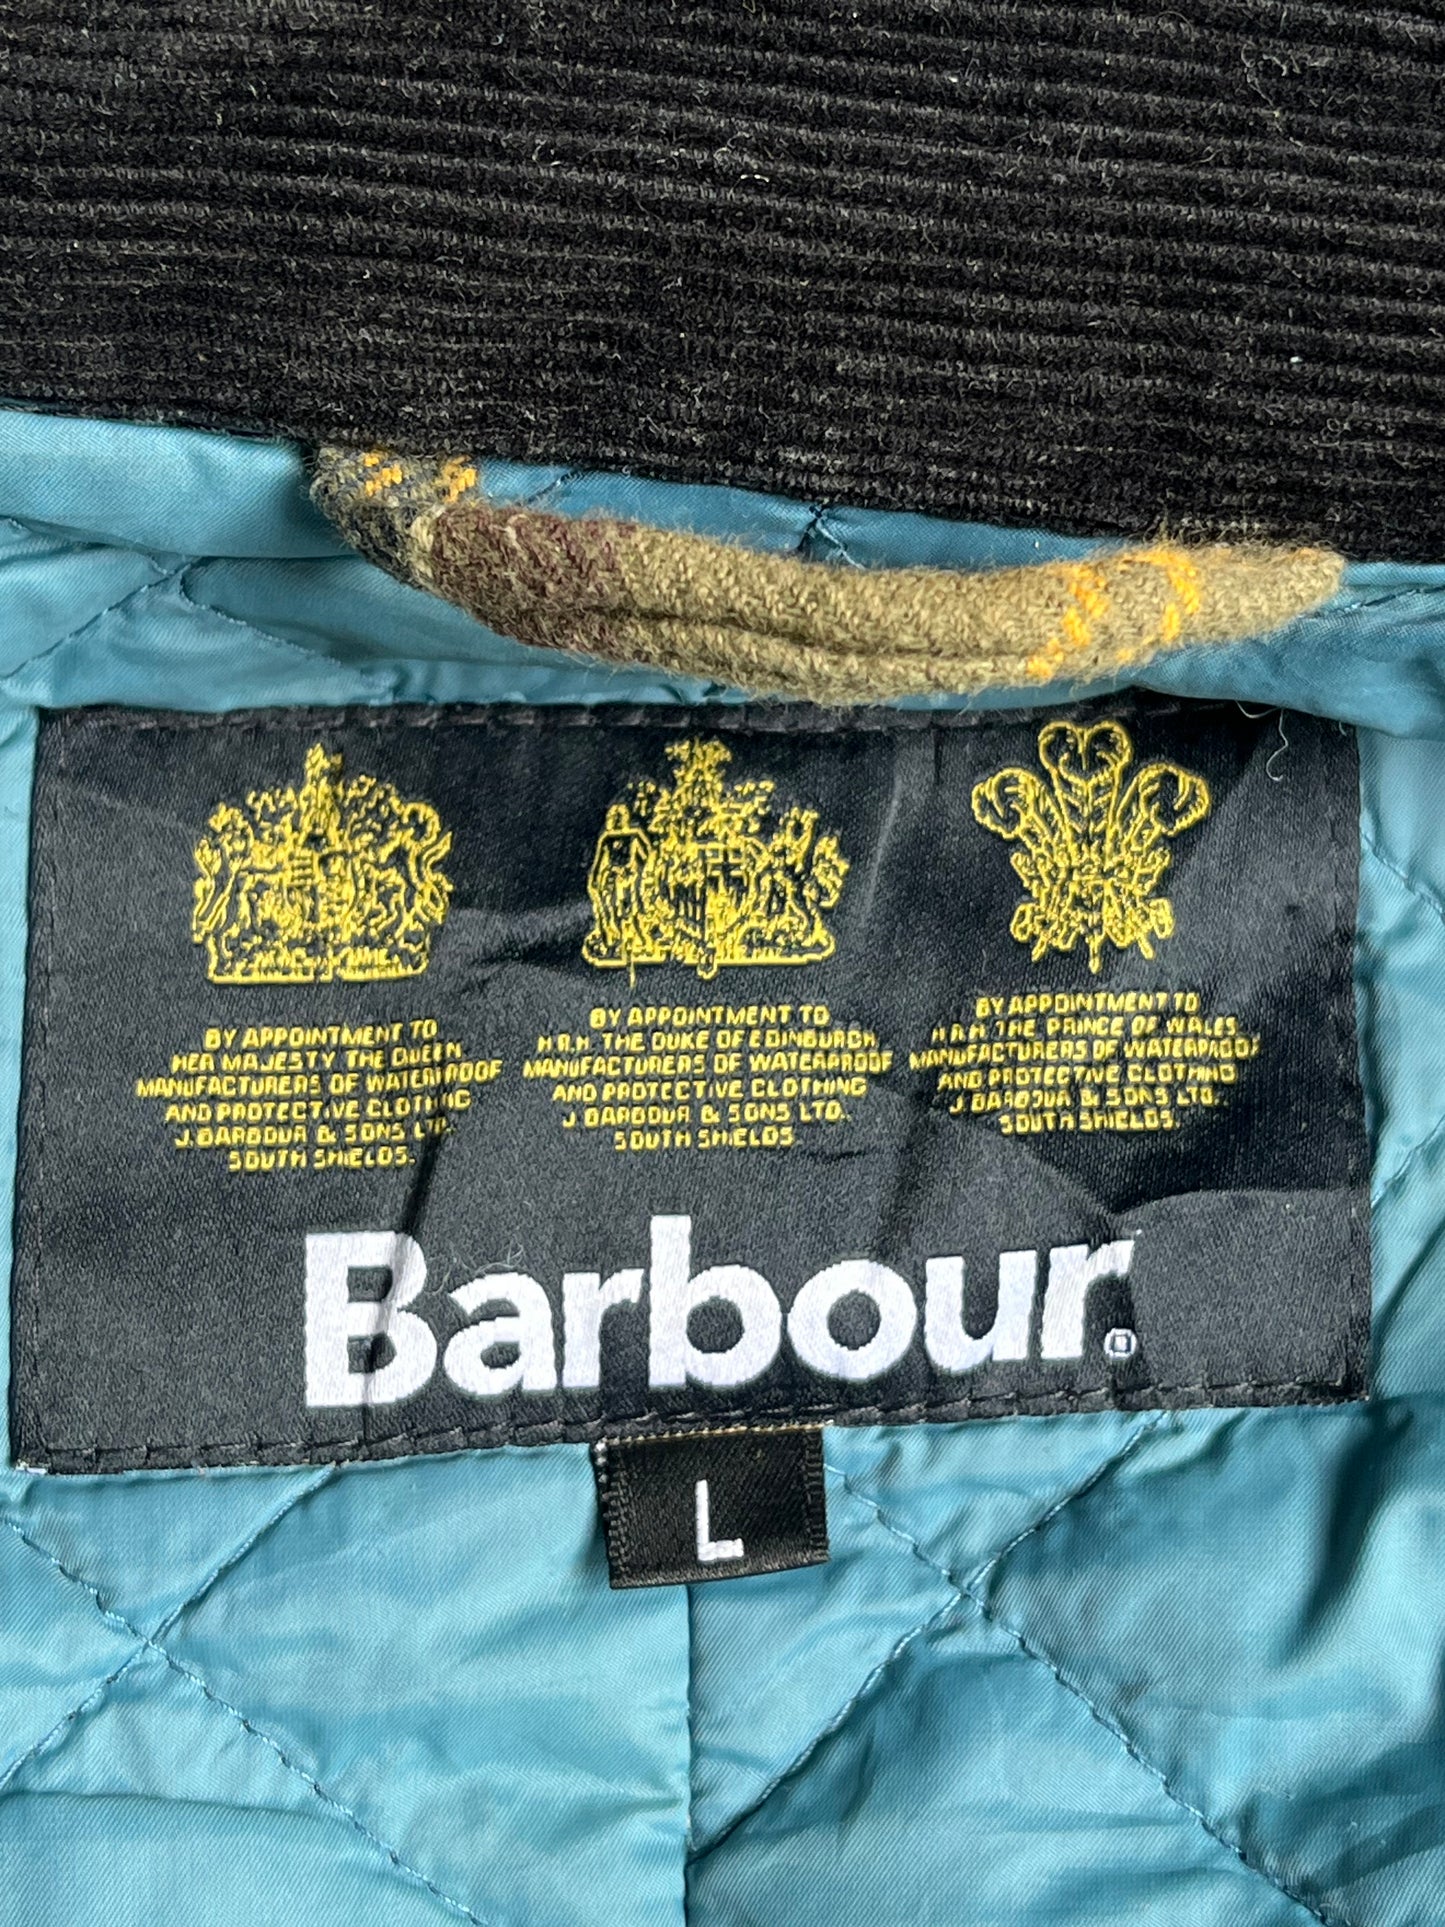 BY APPOINTMENT TO
HER MAJESTY THE QUEEN
MANUFACTURERS OF WATERPROOF
AND PROTECTIVE CLOTHING
J. BARBOUR & SONS LTD.
SOUTH SHIELDS.
BY APPOINTMENT TO
H.R.H. THE DUKE OF EDINBURGH
MANUFACTURERS OF WATERPROOF
AND PROTECTIVE CLOTHING
J. BARBOUR & SONS LTD.
SOUTH SHIELDS.
BY APPOINTMENT TO
H.R.H. THE PRINCE OF WALES
MANUFACTURERS OF WATERPROOF
AND PROTECTIVE CLOTHING
J. BARBOUR & SONS LTD.
SOUTH SHIELDS.
Barbour®
L